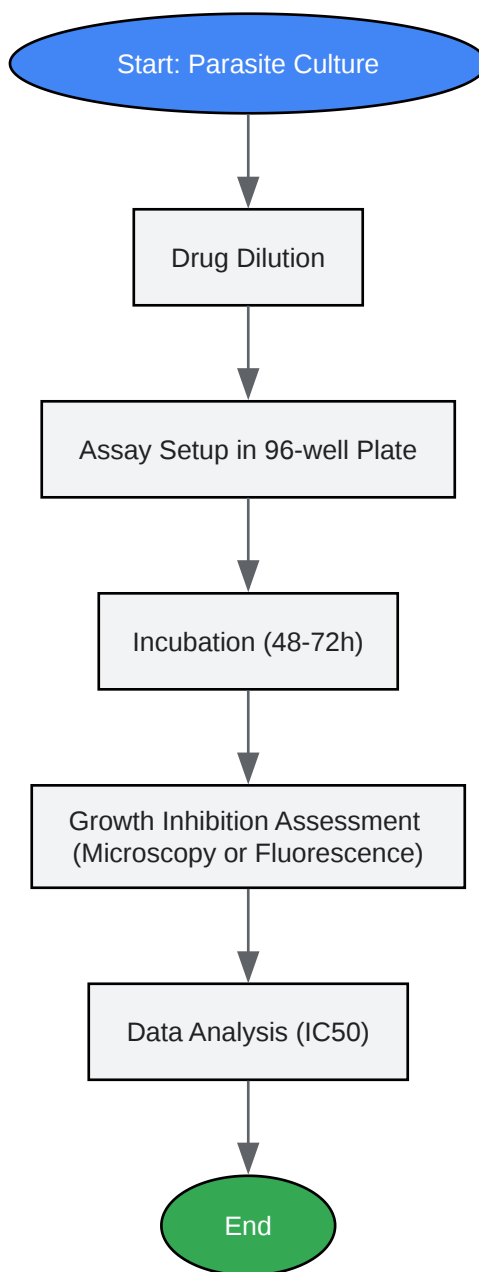 Start: Parasite Culture
Drug Dilution
Assay Setup in 96-well Plate
Incubation (48-72h)
Growth Inhibition Assessment
(Microscopy or Fluorescence)
Data Analysis (IC50)
End